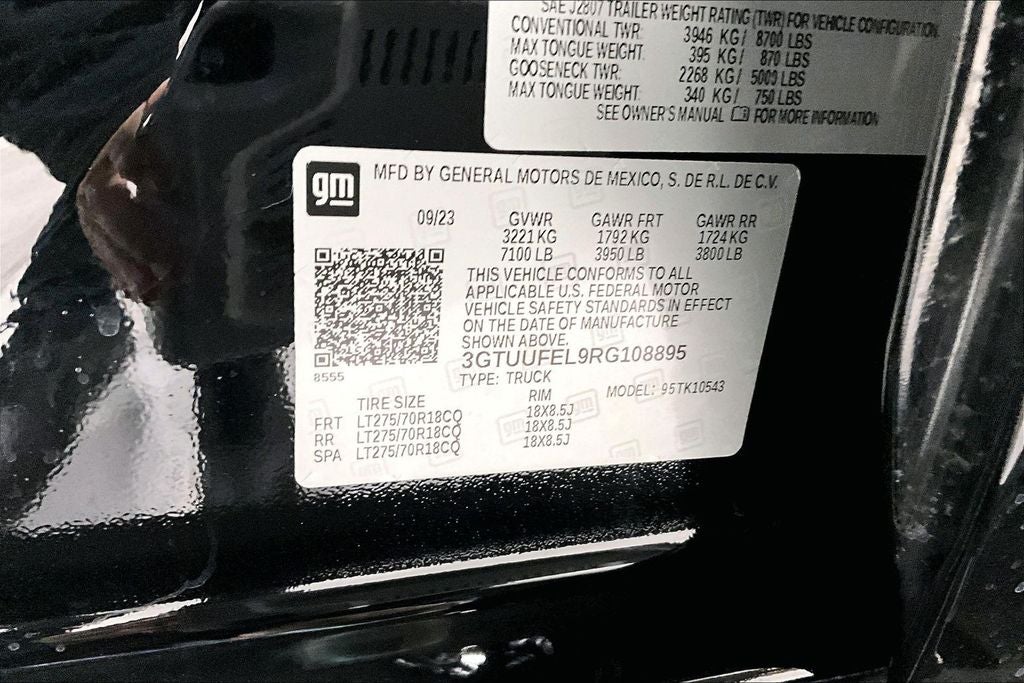 SAE J2807 TRAILER WEIGHT RATING (TWR) FOR VEHICLE CONFIGURATION
CONVENTIONAL TWR: 3946 KG/ 8700 LBS
MAX TONGUE WEIGHT: 395 KG/ 870 LBS
GOOSENECK TWR: 2268 KG/ 5000 LBS
MAX TONGUE WEIGHT: 340 KG/ 750 LBS
SEE OWNER'S MANUAL FOR MORE INFORMATION
gm MFD BY GENERAL MOTORS DE MEXICO, S. DE R.L. DE C.V.
09/23 GVWR GAWR FRT GAWR RR
3221 KG 1792 KG 1724 KG
7100 LB 3950 LB 3800 LB
THIS VEHICLE CONFORMS TO ALL
APPLICABLE U.S. FEDERAL MOTOR
VEHICLE SAFETY STANDARDS IN EFFECT
ON THE DATE OF MANUFACTURE
SHOWN ABOVE.
3GTUUFEL9RG108895
8555 TYPE: TRUCK
MODEL: 95TK10543
TIRE SIZE RIM
FRT LT275/70R18CQ 18X8.5J
RR LT275/70R18CQ 18X8.5J
SPA LT275/70R18CQ 18X8.5J